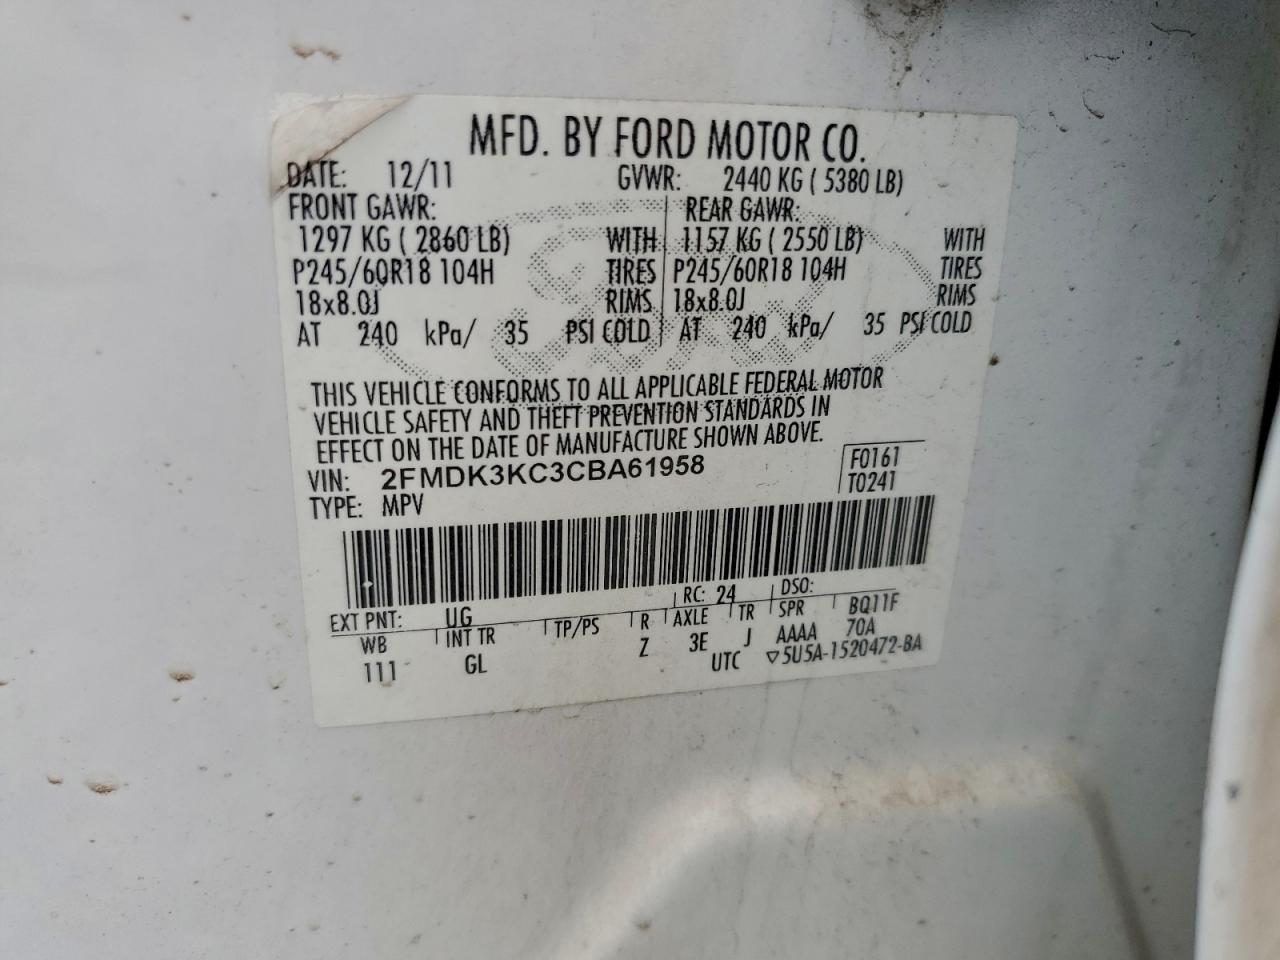 MFD. BY FORD MOTOR CO.
DATE: 12/11 GVWR: 2440 KG ( 5380 LB)
FRONT GAWR: REAR GAWR:
1297 KG ( 2860 LB) WITH 1157 KG ( 2550 LB) WITH
P245/60R18 104H TIRES P245/60R18 104H TIRES
18x8.0J RIMS 18x8.0J RIMS
AT 240 kPa/ 35 PSI COLD AT 240 kPa/ 35 PSI COLD
THIS VEHICLE CONFORMS TO ALL APPLICABLE FEDERAL MOTOR
VEHICLE SAFETY AND THEFT PREVENTION STANDARDS IN
EFFECT ON THE DATE OF MANUFACTURE SHOWN ABOVE.
VIN: 2FMDK3KC3CBA61958 F0161
TYPE: MPV T0241
EXT PNT: UG RC: 24 DSO:
WB INT TR TP/PS R AXLE TR SPR BQ11F
111 GL Z 3E J AAAA 70A
UTC ▽5U5A-1520472-BA